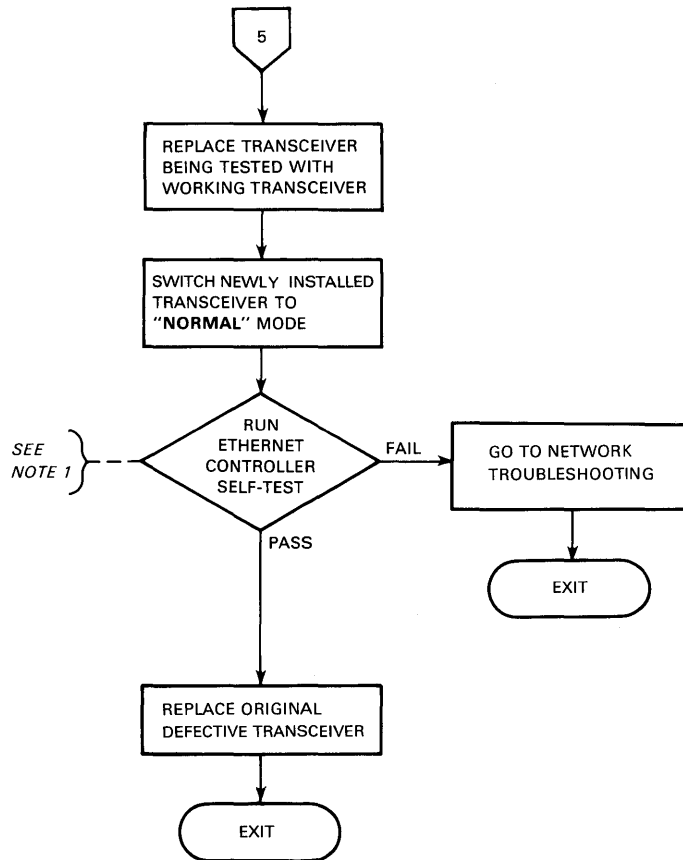 5
REPLACE TRANSCEIVER
BEING TESTED WITH
WORKING TRANSCEIVER
SWITCH NEWLY INSTALLED
TRANSCEIVER TO
"NORMAL" MODE
SEE
NOTE 1
RUN
ETHERNET
CONTROLLER
SELF-TEST
FAIL
GO TO NETWORK
TROUBLESHOOTING
EXIT
PASS
REPLACE ORIGINAL
DEFECTIVE TRANSCEIVER
EXIT